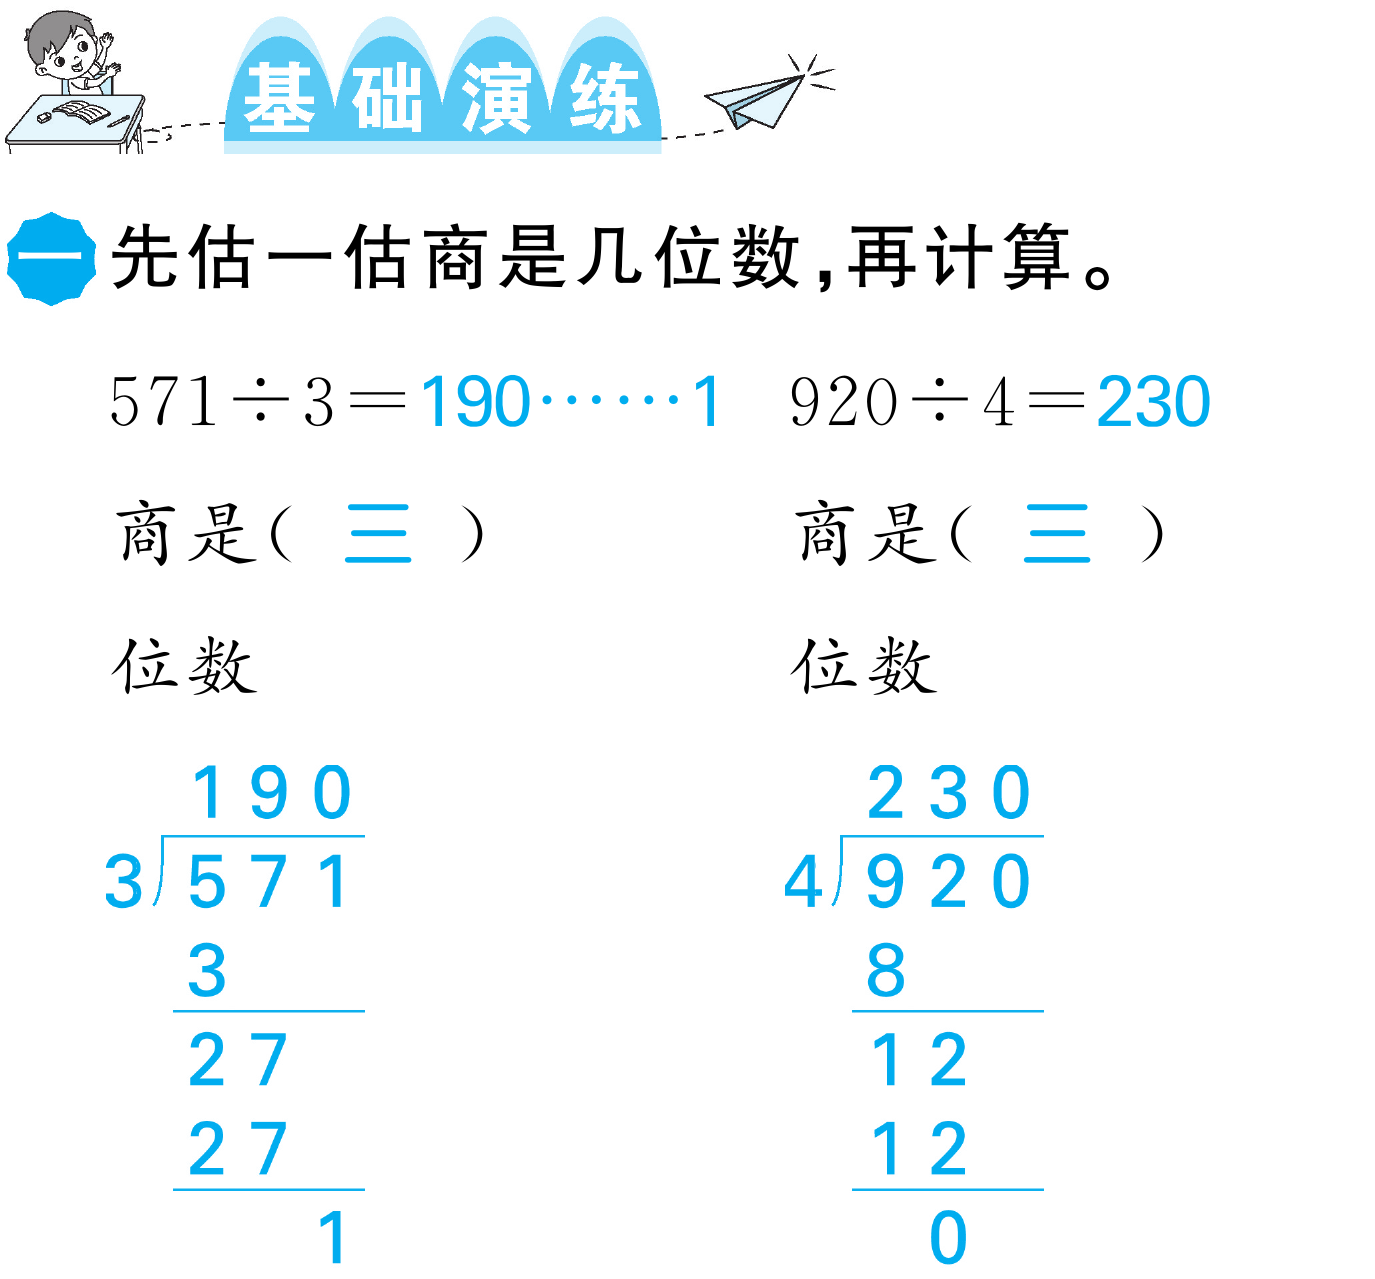 基础演练
一 先估一估商是几位数,再计算。
571÷3=190……1 920÷4=230
商是( 三 ) 商是( 三 )
位数 位数
190 230
3 571 4 920
3 8
27 12
27 12
1 0